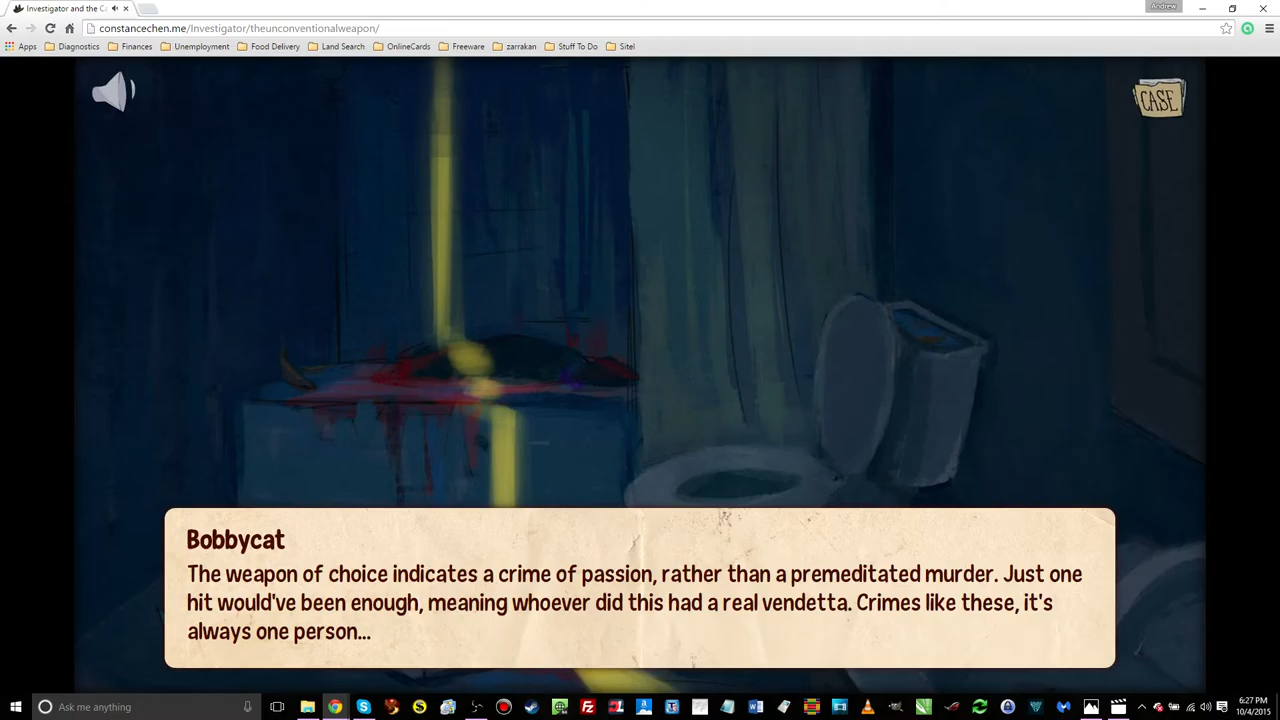 Investigator and the Ca
Andrew
constancechen.me/Investigator/theunconventionalweapon/
Apps Diagnostics Finances Unemployment Food Delivery Land Search OnlineCards Freeware zarrakan Stuff To Do Sitel
CASE
Bobbycat
The weapon of choice indicates a crime of passion, rather than a premeditated murder. Just one
hit would've been enough, meaning whoever did this had a real vendetta. Crimes like these, it's
always one person...
Ask me anything
6:27 PM
10/4/2015